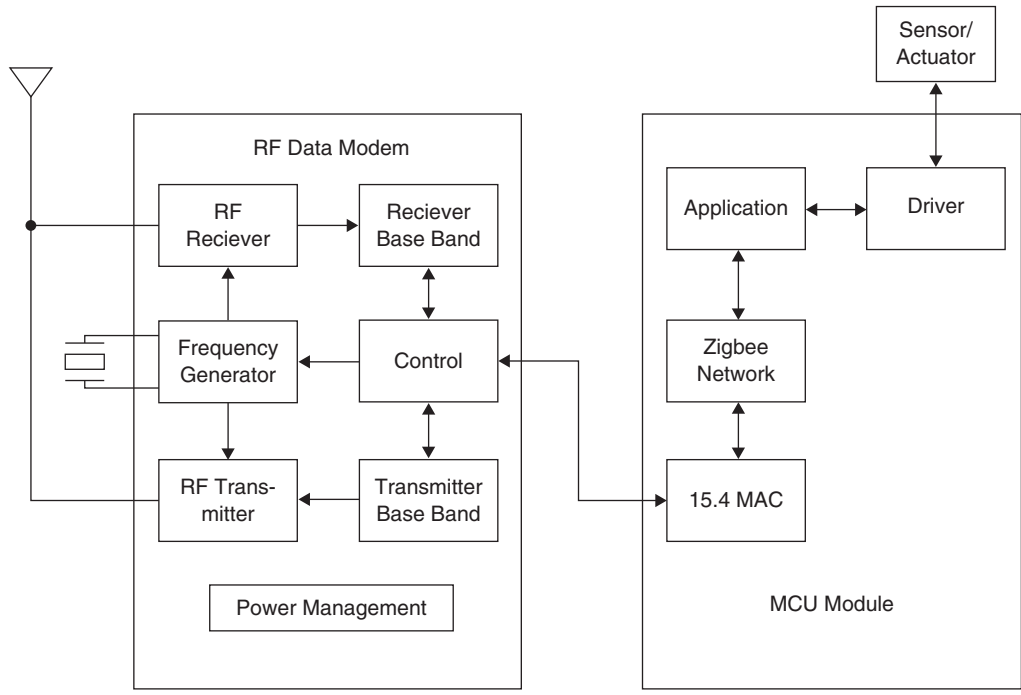 Sensor/
Actuator
RF Data Modem
RF
Reciever
Reciever
Base Band
Application
Driver
Frequency
Generator
Control
Zigbee
Network
RF Trans-
mitter
Transmitter
Base Band
15.4 MAC
Power Management
MCU Module